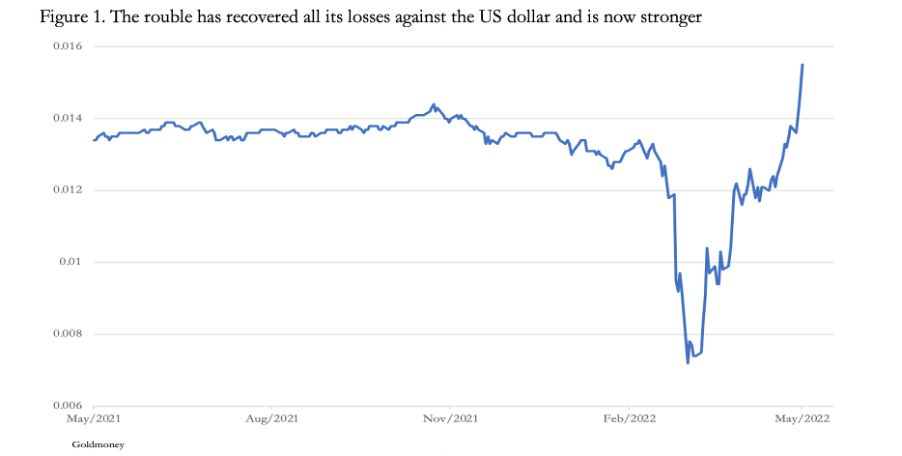 Figure 1. The rouble has recovered all its losses against the US dollar and is now stronger
0.016
0.014
0.012
0.01
0.008
0.006
May/2021 Aug/2021 Nov/2021 Feb/2022 May/2022
Goldmoney